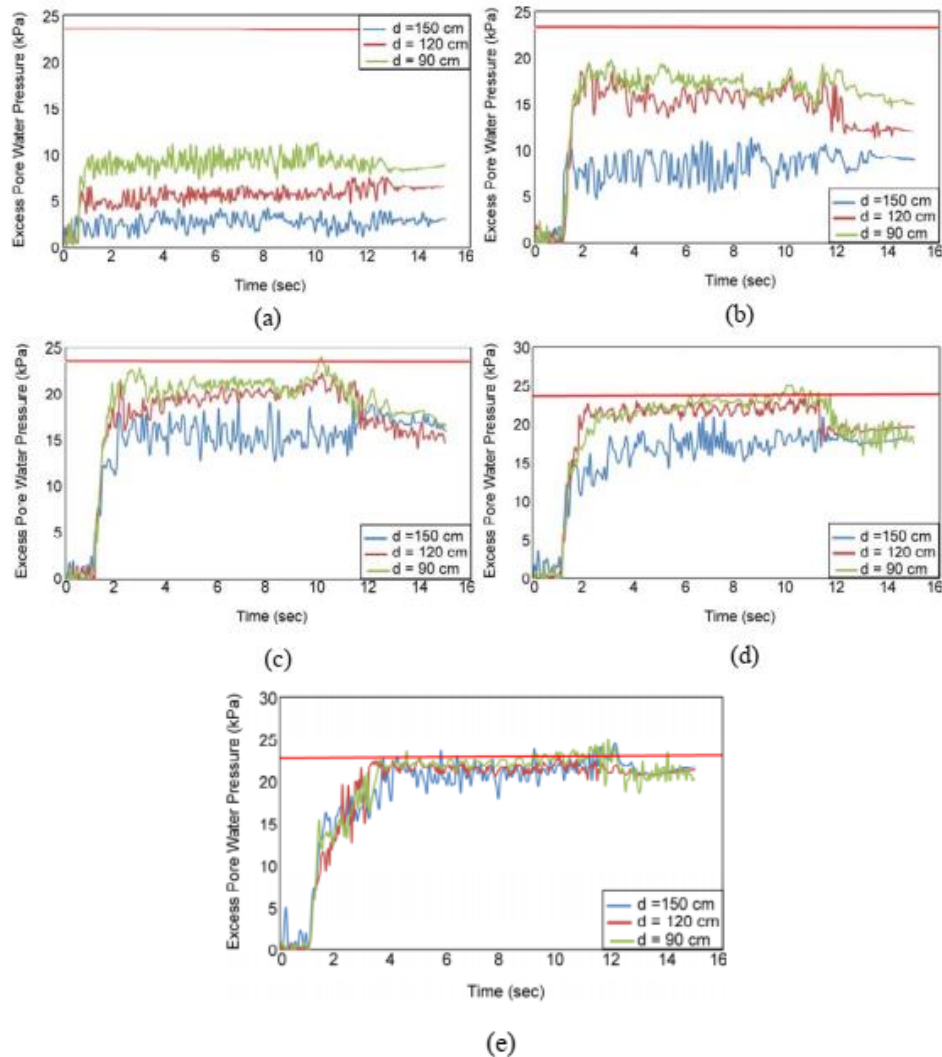 Excess Pore Water Pressure (kPa)
25
20
15
10
5
0
0 2 4 6 8 10 12 14 16
Time (sec)
d =150 cm
d = 120 cm
d = 90 cm
(a)
Excess Pore Water Pressure (kPa)
25
20
15
10
5
0
0 2 4 6 8 10 12 14 16
Time (sec)
d =150 cm
d = 120 cm
d = 90 cm
(b)
Excess Pore Water Pressure (kPa)
25
20
15
10
5
0
0 2 4 6 8 10 12 14 16
Time (sec)
d =150 cm
d = 120 cm
d = 90 cm
(c)
Excess Pore Water Pressure (kPa)
30
25
20
15
10
5
0
0 2 4 6 8 10 12 14 16
Time (sec)
d =150 cm
d = 120 cm
d = 90 cm
(d)
Excess Pore Water Pressure (kPa)
30
25
20
15
10
5
0
0 2 4 6 8 10 12 14 16
Time (sec)
d =150 cm
d = 120 cm
d = 90 cm
(e)